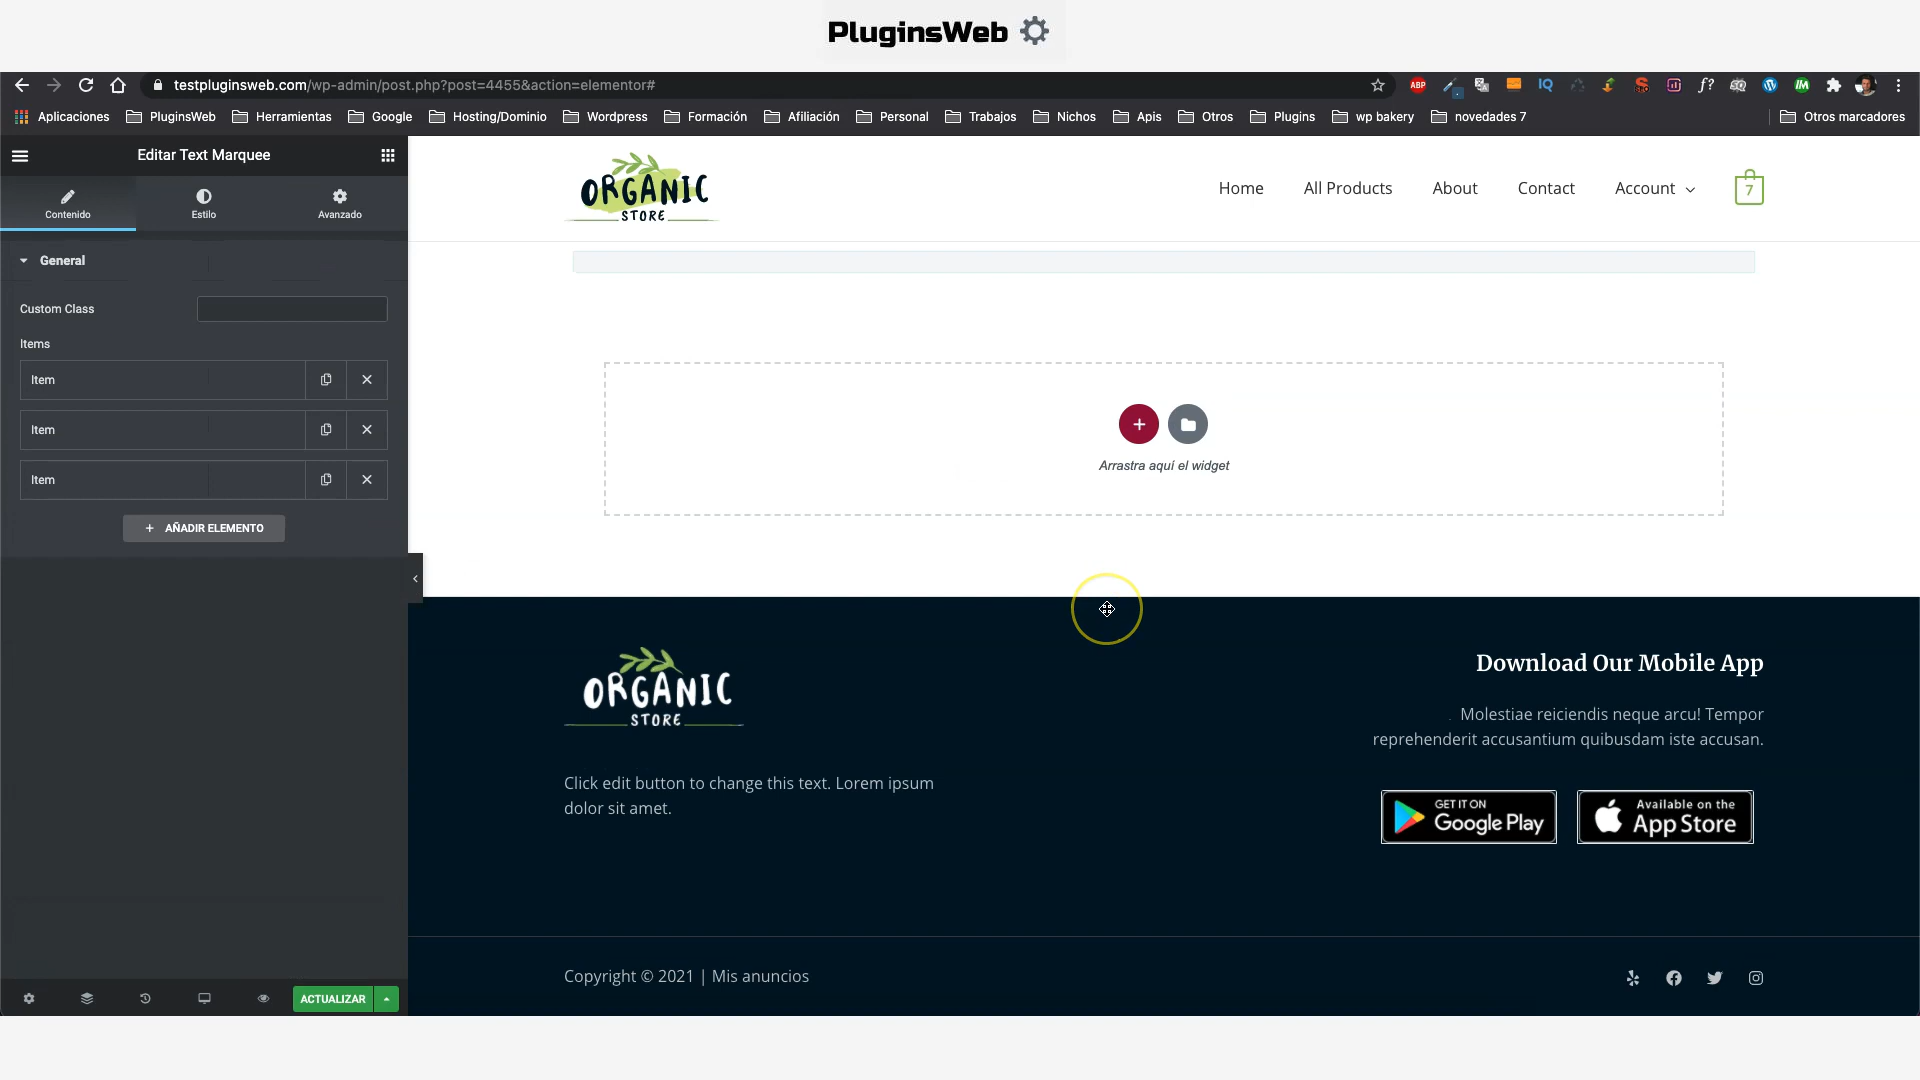 PluginsWeb
testpluginsweb.com/wp-admin/post.php?post=4455&action=elementor#
ABP
IQ
f?
Aplicaciones PluginsWeb Herramientas Google Hosting/Dominio Wordpress Formación Afiliación Personal Trabajos Nichos Apis Otros Plugins wp bakery novedades 7 Otros marcadores
Editar Text Marquee
Contenido Estilo Avanzado
General
Custom Class
Items
Item
Item
Item
+ AÑADIR ELEMENTO
ACTUALIZAR
ORGANIC
STORE
Home All Products About Contact Account 7
Arrastra aquí el widget
ORGANIC
STORE
Click edit button to change this text. Lorem ipsum
dolor sit amet.
Download Our Mobile App
. Molestiae reiciendis neque arcu! Tempor
reprehenderit accusantium quibusdam iste accusan.
GET IT ON
Google Play
Available on the
App Store
Copyright © 2021 | Mis anuncios